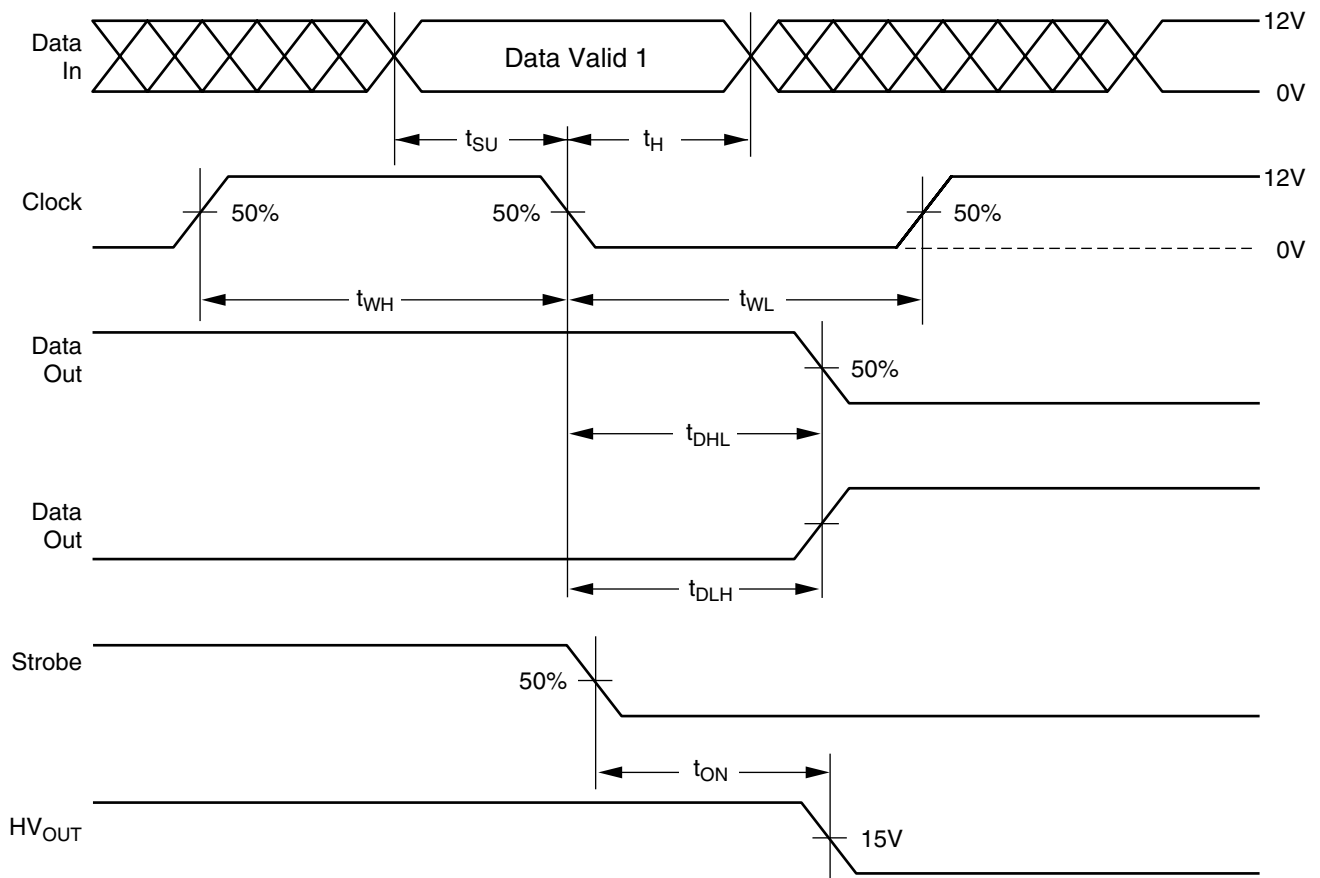 Data
In
Data Valid 1
12V
0V
tSU
tH
Clock
50%
50%
50%
12V
0V
tWH
tWL
Data
Out
50%
tDHL
Data
Out
tDLH
Strobe
50%
tON
HVOUT
15V